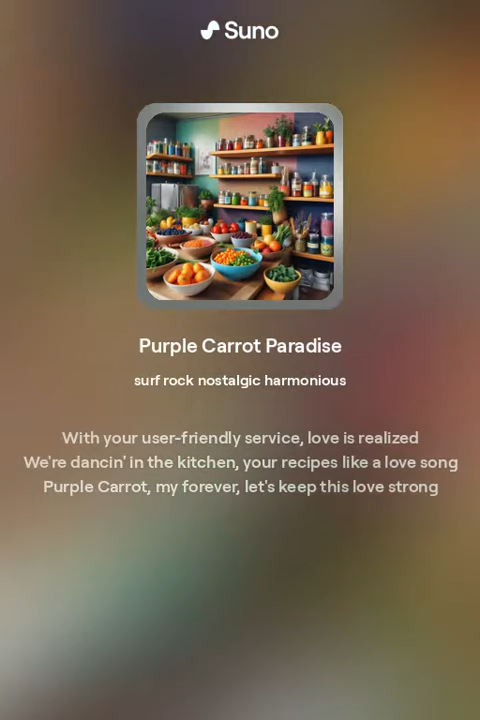 Suno
Purple Carrot Paradise
surf rock nostalgic harmonious
With your user-friendly service, love is realized
We're dancin' in the kitchen, your recipes like a love song
Purple Carrot, my forever, let's keep this love strong